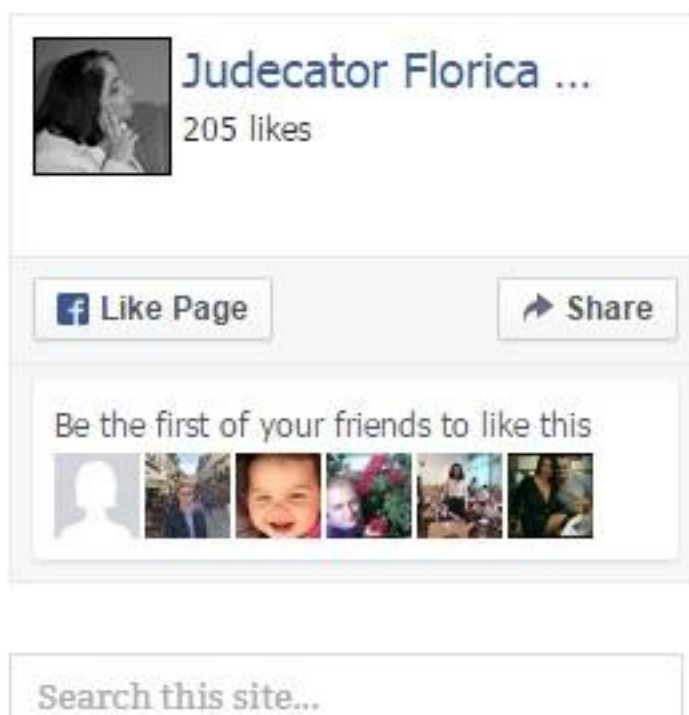 Judecator Florica ...
205 likes
Like Page
Share
Be the first of your friends to like this
Search this site...